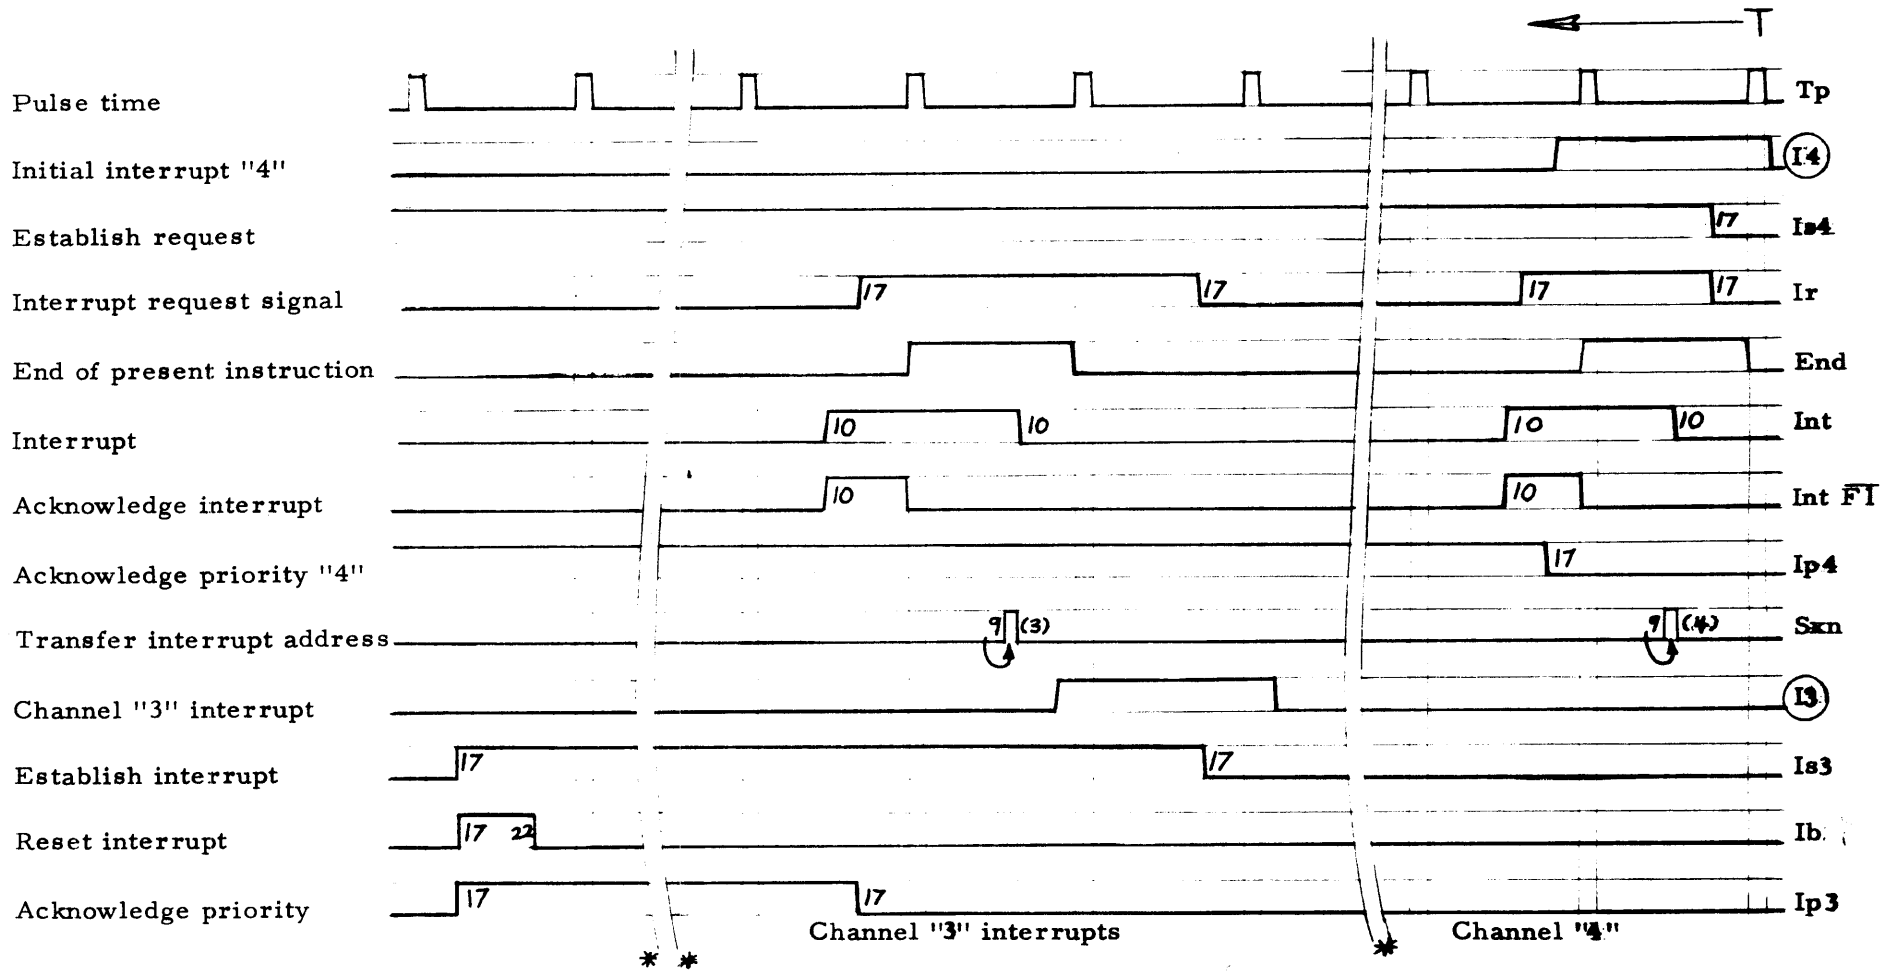 T
Pulse time Tp
Initial interrupt "4" I4
Establish request 17 Is4
Interrupt request signal 17 17 17 17 Ir
End of present instruction End
Interrupt 10 10 10 10 Int
Acknowledge interrupt 10 10 Int F̅I̅
Acknowledge priority "4" 17 Ip4
Transfer interrupt address 9 (3) 9 (4) Sxn
Channel "3" interrupt I3
Establish interrupt 17 17 Is3
Reset interrupt 17 22 Ib
Acknowledge priority 17 17 Ip3
Channel "3" interrupts Channel "4"
* * *